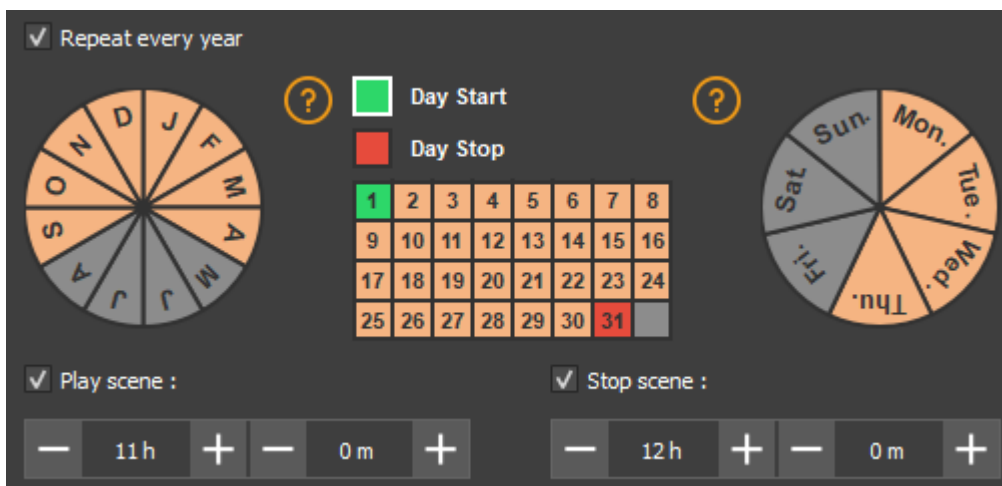 Repeat every year
J
F
M
A
M
J
J
A
S
O
N
D
?
Day Start
Day Stop
1 2 3 4 5 6 7 8
9 10 11 12 13 14 15 16
17 18 19 20 21 22 23 24
25 26 27 28 29 30 31
?
Mon.
Tue.
Wed.
Thu.
Fri.
Sat
Sun.
Play scene :
Stop scene :
− 11 h + − 0 m +
− 12 h + − 0 m +